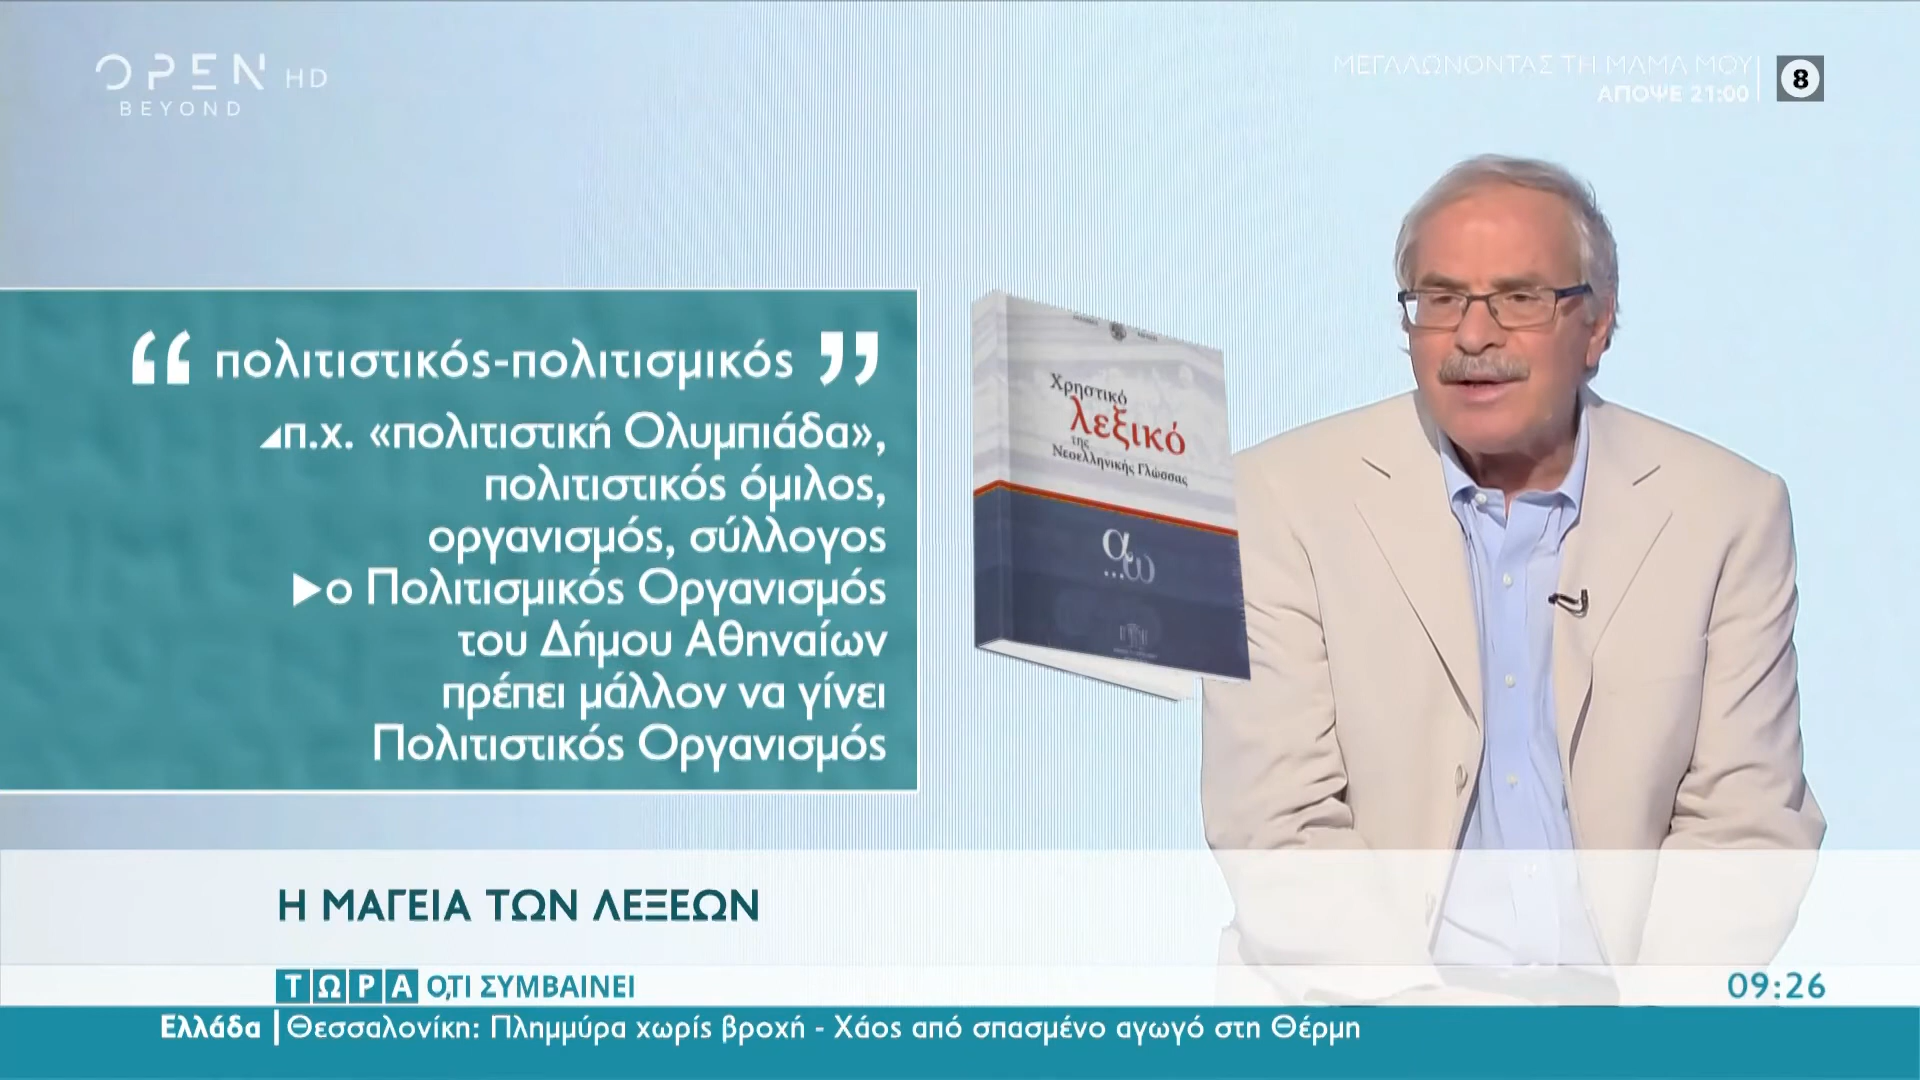 OPEN HD
BEYOND
ΜΕΓΑΛΩΝΟΝΤΑΣ ΤΗ ΜΑΜΑ ΜΟΥ
ΑΠΟΨΕ 21:00
8
“ πολιτιστικός-πολιτισμικός ”
◢π.χ. «πολιτιστική Ολυμπιάδα»,
πολιτιστικός όμιλος,
οργανισμός, σύλλογος
▶ο Πολιτισμικός Οργανισμός
του Δήμου Αθηναίων
πρέπει μάλλον να γίνει
Πολιτιστικός Οργανισμός
Χρηστικό
λεξικό
της
Νεοελληνικής Γλώσσας
α...ω
Η ΜΑΓΕΙΑ ΤΩΝ ΛΕΞΕΩΝ
ΤΩΡΑ Ο,ΤΙ ΣΥΜΒΑΙΝΕΙ
09:26
Ελλάδα | Θεσσαλονίκη: Πλημμύρα χωρίς βροχή - Χάος από σπασμένο αγωγό στη Θέρμη